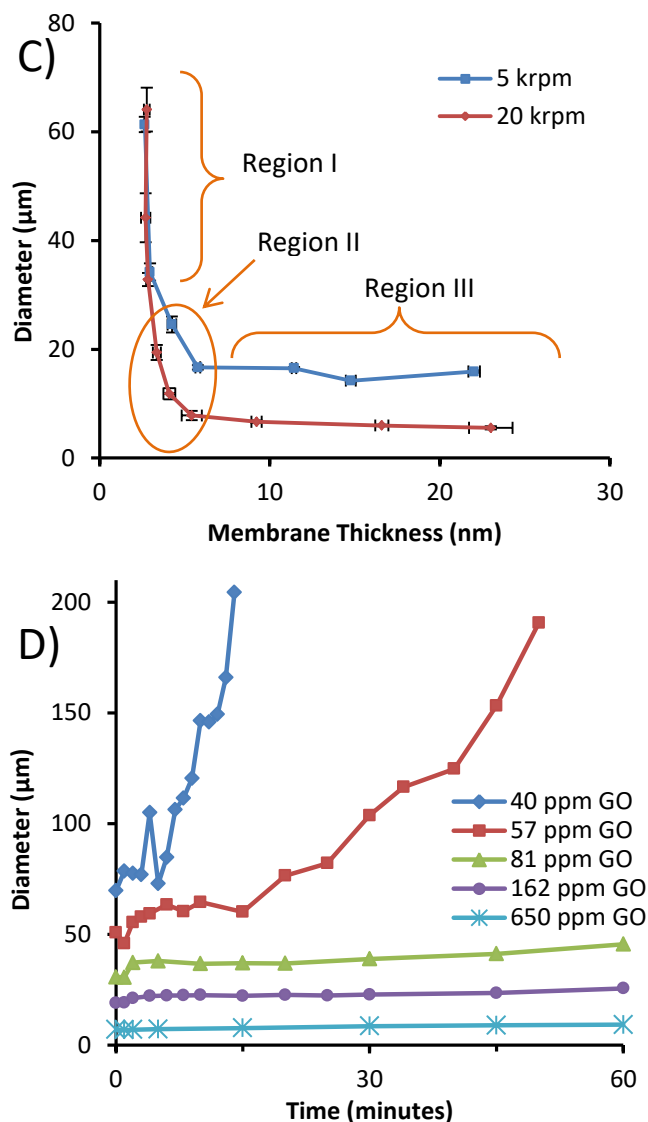 C)
80
60
40
20
0
Diameter (µm)
5 krpm
20 krpm
Region I
Region II
Region III
0 10 20 30
Membrane Thickness (nm)
D)
200
150
100
50
0
Diameter (µm)
40 ppm GO
57 ppm GO
81 ppm GO
162 ppm GO
650 ppm GO
0 30 60
Time (minutes)